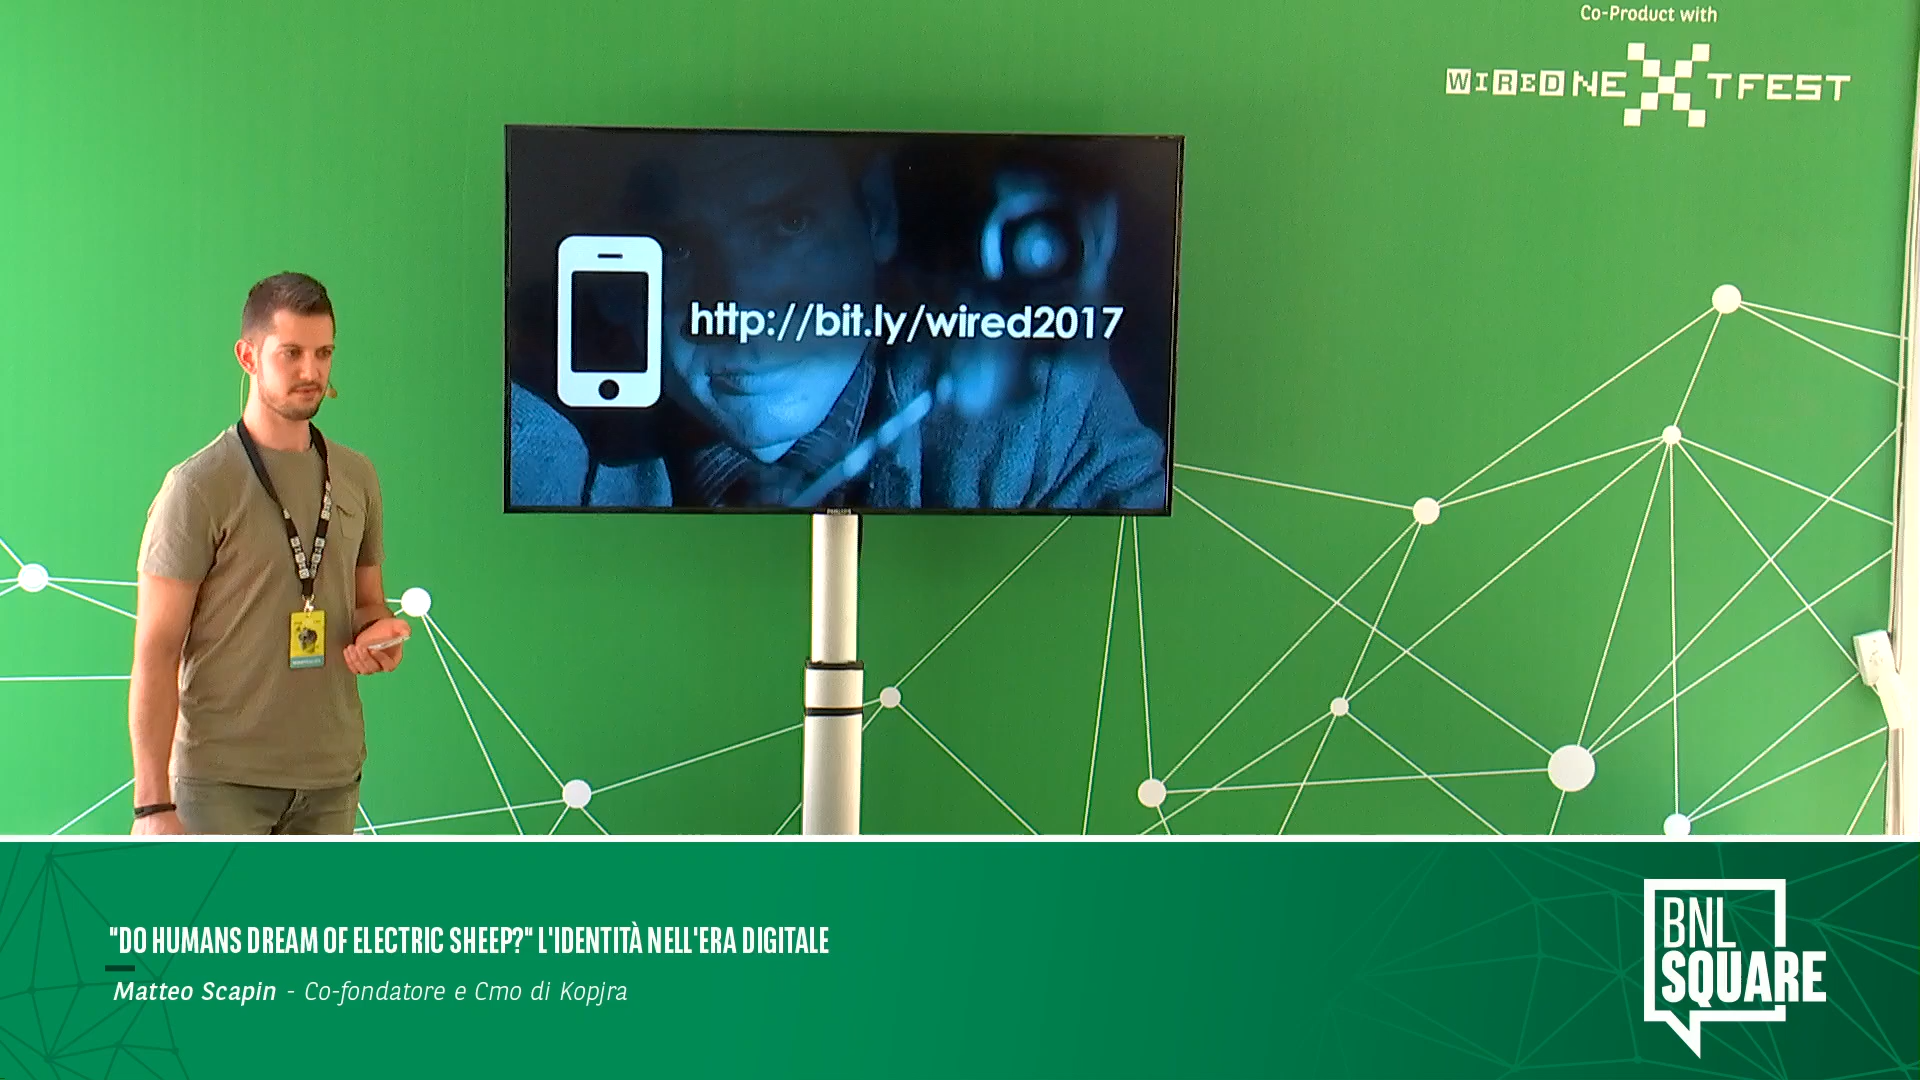 Co-Product with
WIRED NEXTFEST
PHILIPS
http://bit.ly/wired2017
"DO HUMANS DREAM OF ELECTRIC SHEEP?" L'IDENTITÀ NELL'ERA DIGITALE
Matteo Scapin - Co-fondatore e Cmo di Kopjra
BNL
SQUARE